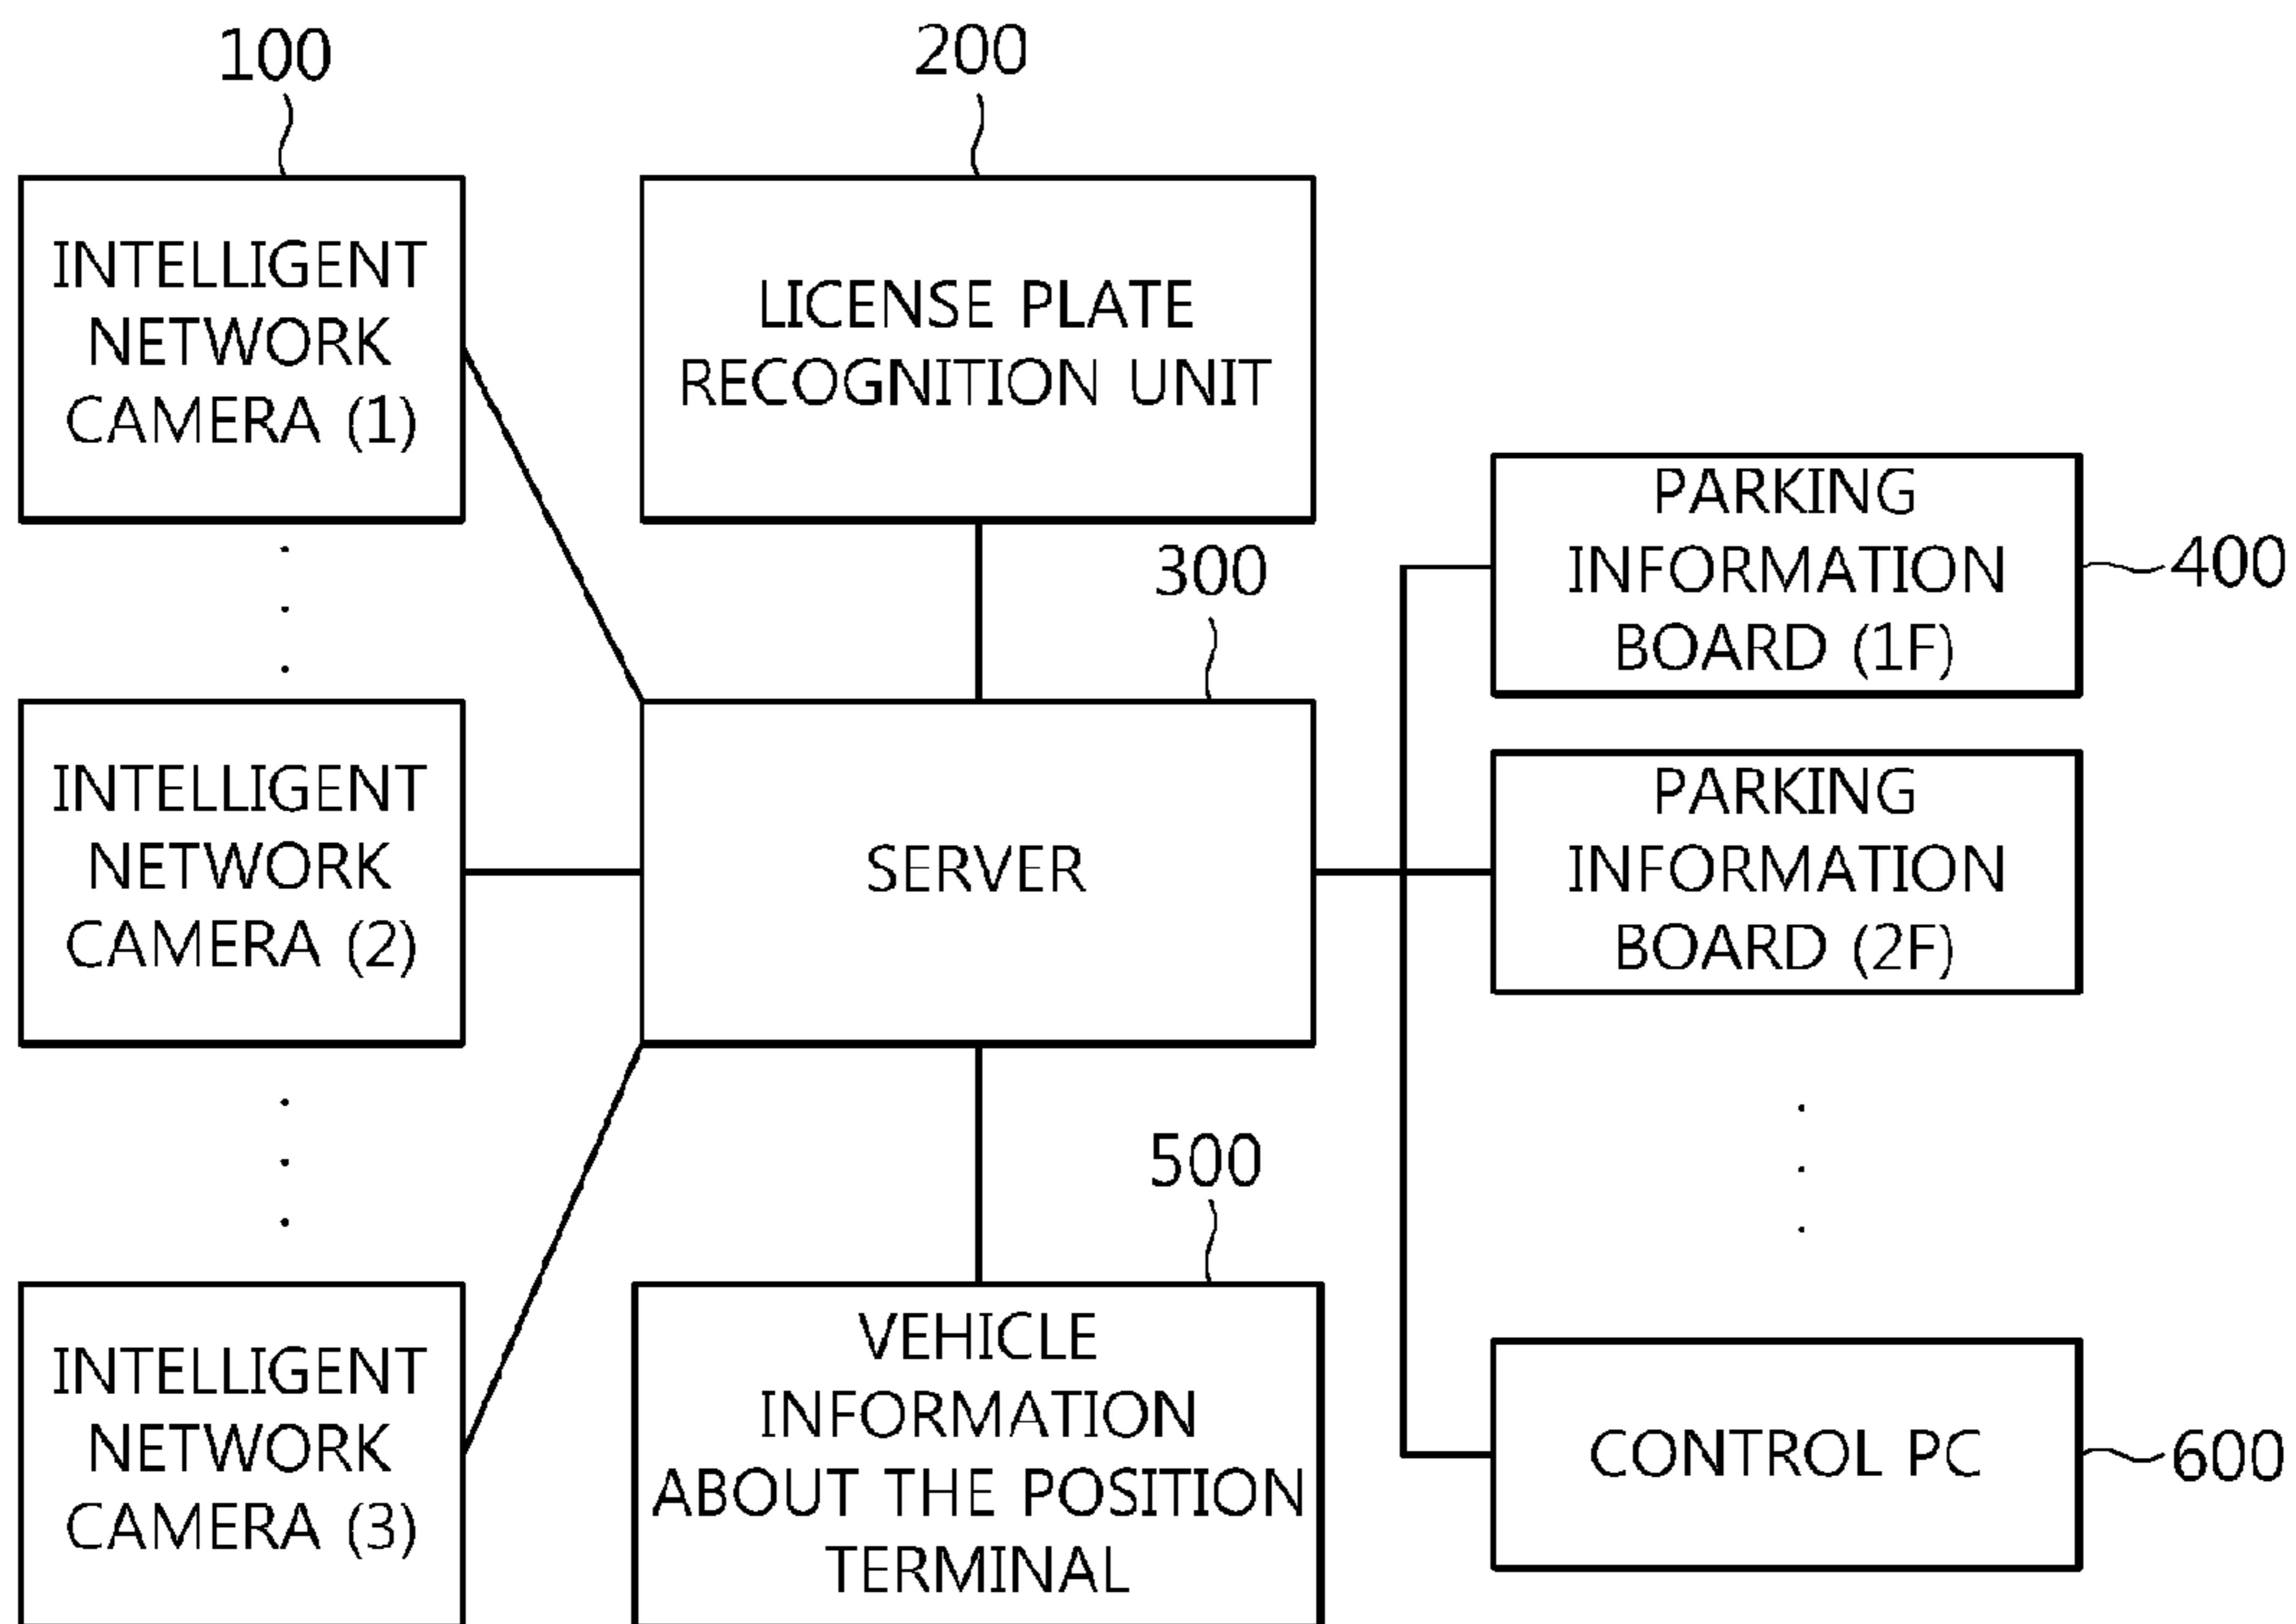 100
INTELLIGENT
NETWORK
CAMERA (1)
200
LICENSE PLATE
RECOGNITION UNIT
300
SERVER
PARKING
INFORMATION
BOARD (1F)
400
PARKING
INFORMATION
BOARD (2F)
INTELLIGENT
NETWORK
CAMERA (2)
INTELLIGENT
NETWORK
CAMERA (3)
500
VEHICLE
INFORMATION
ABOUT THE POSITION
TERMINAL
CONTROL PC
600